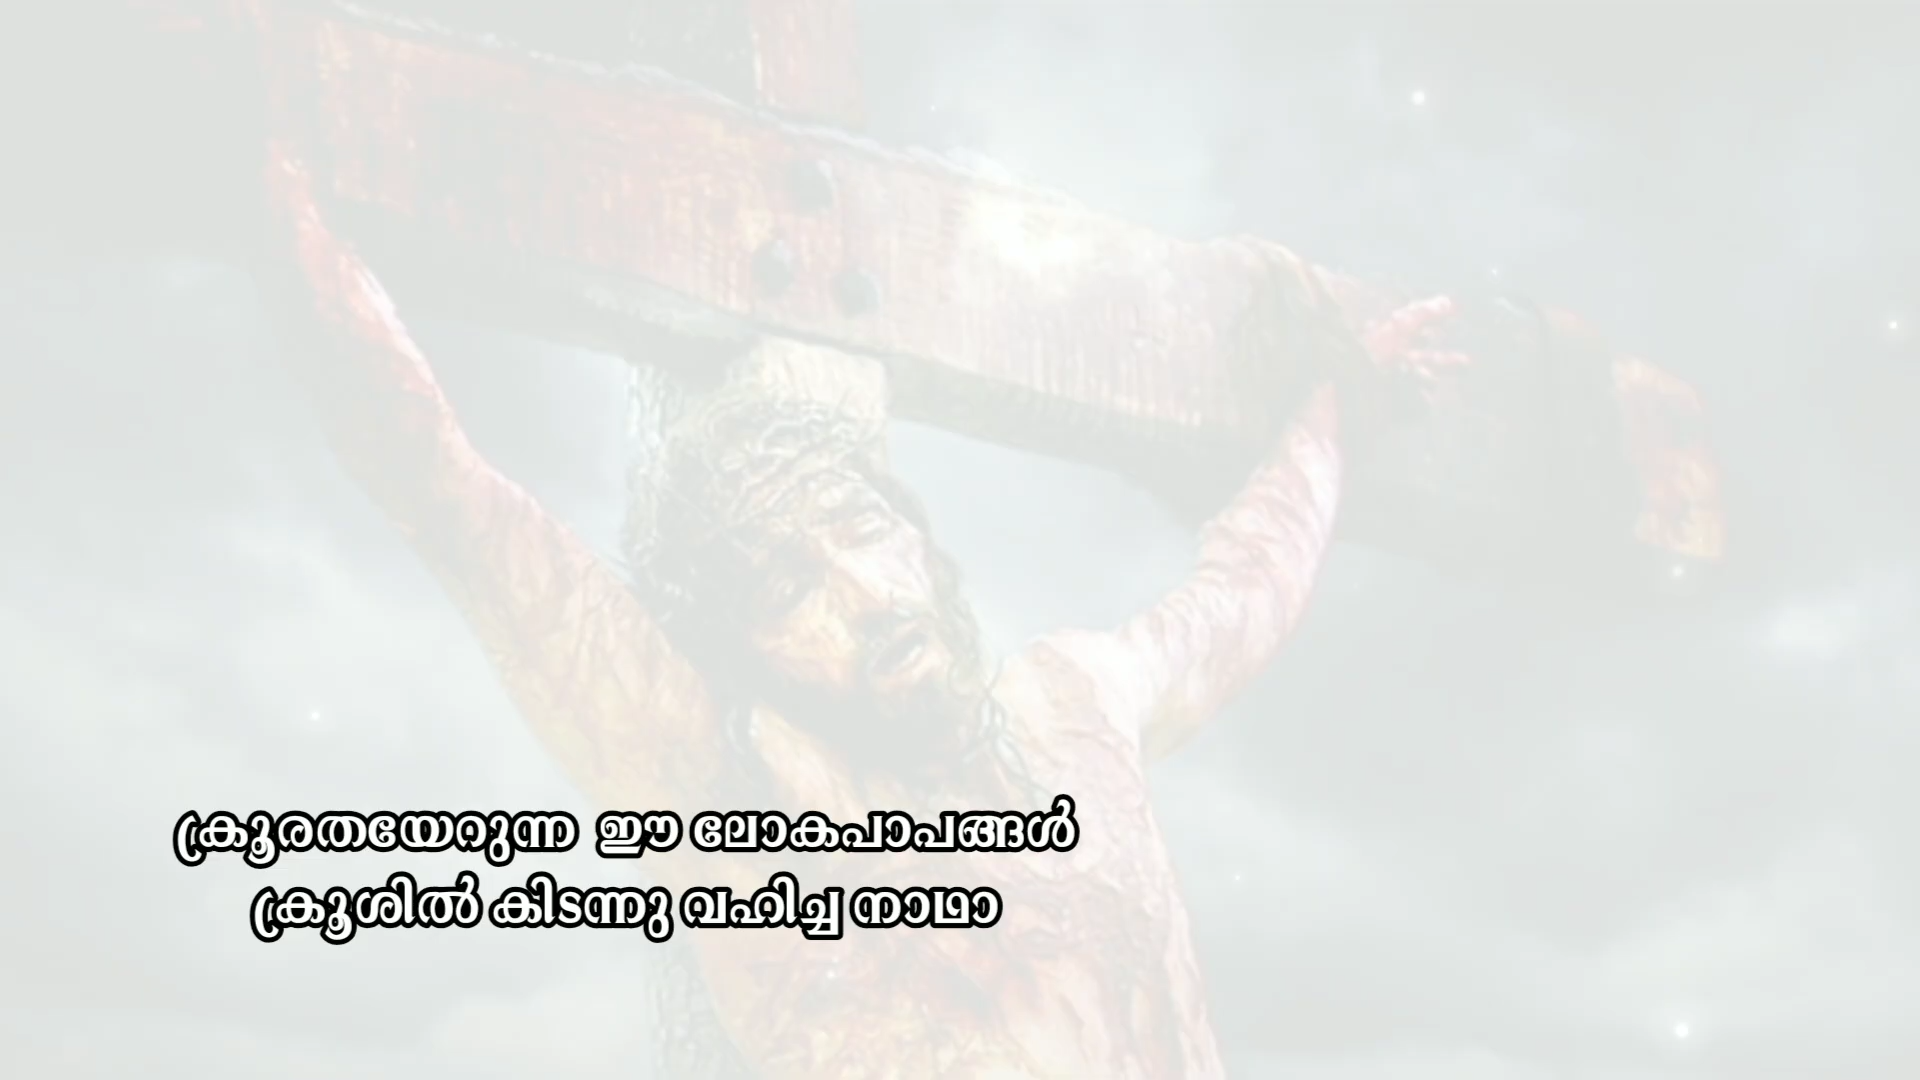 ക്രൂരതയേറുന്ന ഈ ലോകപാപങ്ങൾ
ക്രൂശിൽ കിടന്നു വഹിച്ച നാഥാ